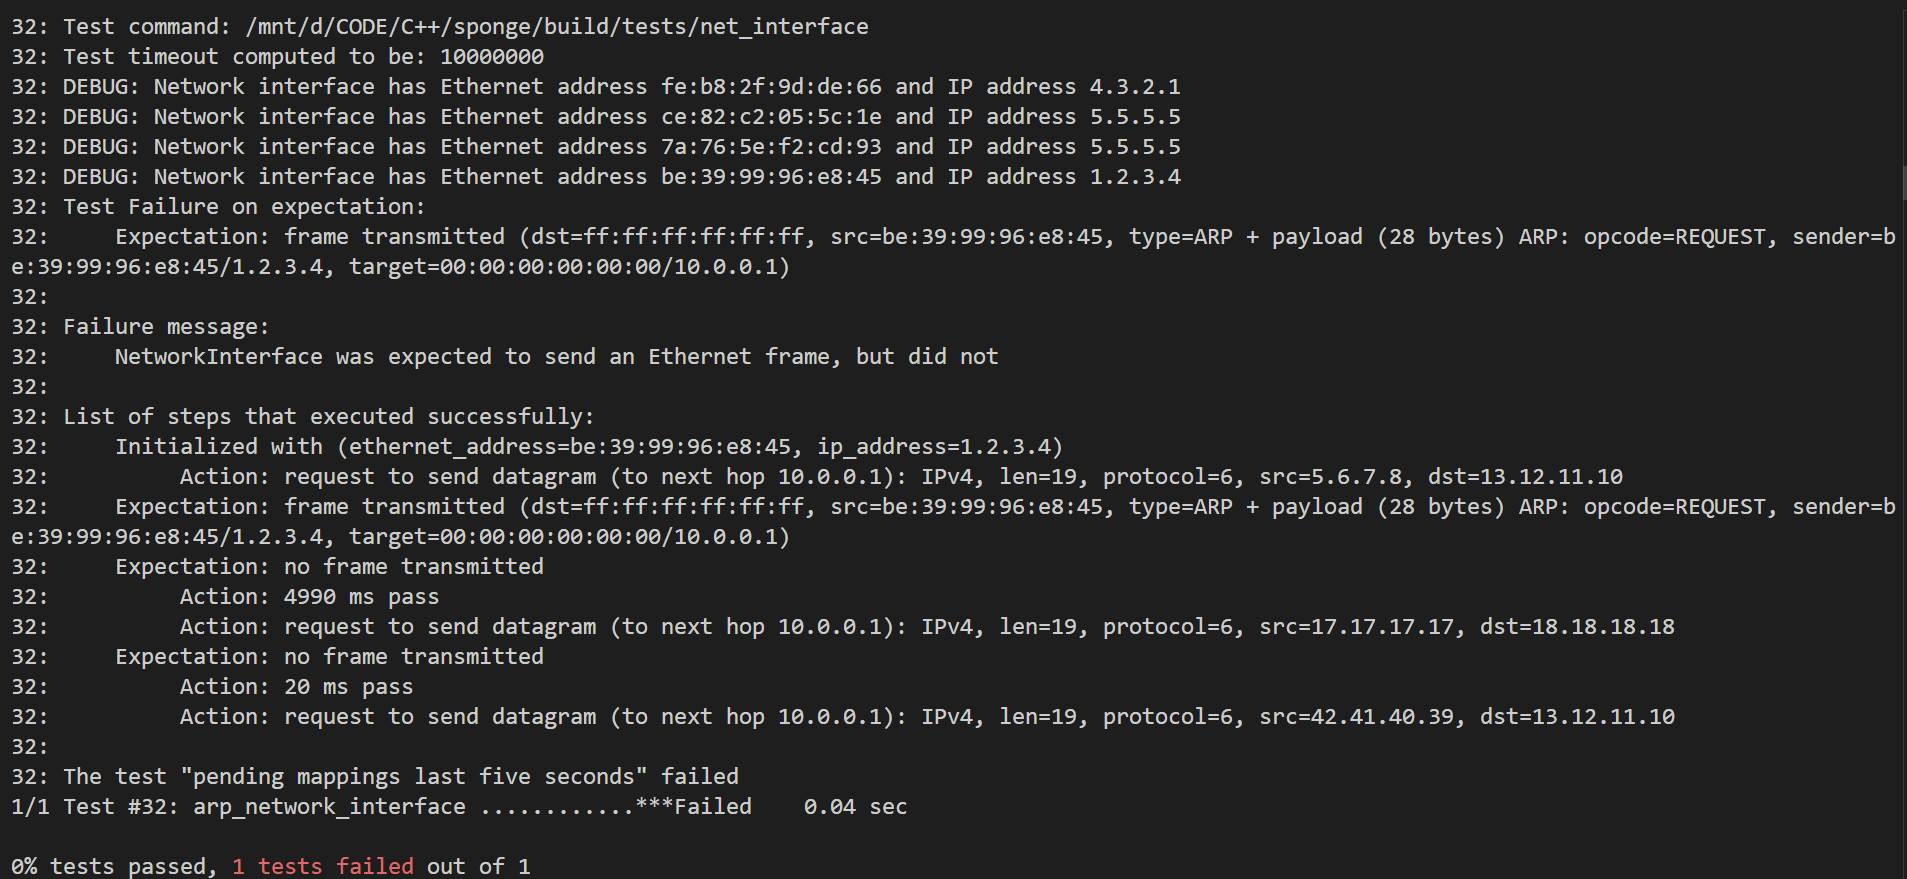 32: Test command: /mnt/d/CODE/C++/sponge/build/tests/net_interface
32: Test timeout computed to be: 10000000
32: DEBUG: Network interface has Ethernet address fe:b8:2f:9d:de:66 and IP address 4.3.2.1
32: DEBUG: Network interface has Ethernet address ce:82:c2:05:5c:1e and IP address 5.5.5.5
32: DEBUG: Network interface has Ethernet address 7a:76:5e:f2:cd:93 and IP address 5.5.5.5
32: DEBUG: Network interface has Ethernet address be:39:99:96:e8:45 and IP address 1.2.3.4
32: Test Failure on expectation:
32:     Expectation: frame transmitted (dst=ff:ff:ff:ff:ff:ff, src=be:39:99:96:e8:45, type=ARP + payload (28 bytes) ARP: opcode=REQUEST, sender=b
e:39:99:96:e8:45/1.2.3.4, target=00:00:00:00:00:00/10.0.0.1)
32:
32: Failure message:
32:     NetworkInterface was expected to send an Ethernet frame, but did not
32:
32: List of steps that executed successfully:
32:     Initialized with (ethernet_address=be:39:99:96:e8:45, ip_address=1.2.3.4)
32:          Action: request to send datagram (to next hop 10.0.0.1): IPv4, len=19, protocol=6, src=5.6.7.8, dst=13.12.11.10
32:     Expectation: frame transmitted (dst=ff:ff:ff:ff:ff:ff, src=be:39:99:96:e8:45, type=ARP + payload (28 bytes) ARP: opcode=REQUEST, sender=b
e:39:99:96:e8:45/1.2.3.4, target=00:00:00:00:00:00/10.0.0.1)
32:     Expectation: no frame transmitted
32:          Action: 4990 ms pass
32:          Action: request to send datagram (to next hop 10.0.0.1): IPv4, len=19, protocol=6, src=17.17.17.17, dst=18.18.18.18
32:     Expectation: no frame transmitted
32:          Action: 20 ms pass
32:          Action: request to send datagram (to next hop 10.0.0.1): IPv4, len=19, protocol=6, src=42.41.40.39, dst=13.12.11.10
32:
32: The test "pending mappings last five seconds" failed
1/1 Test #32: arp_network_interface ............***Failed    0.04 sec

0% tests passed, 1 tests failed out of 1